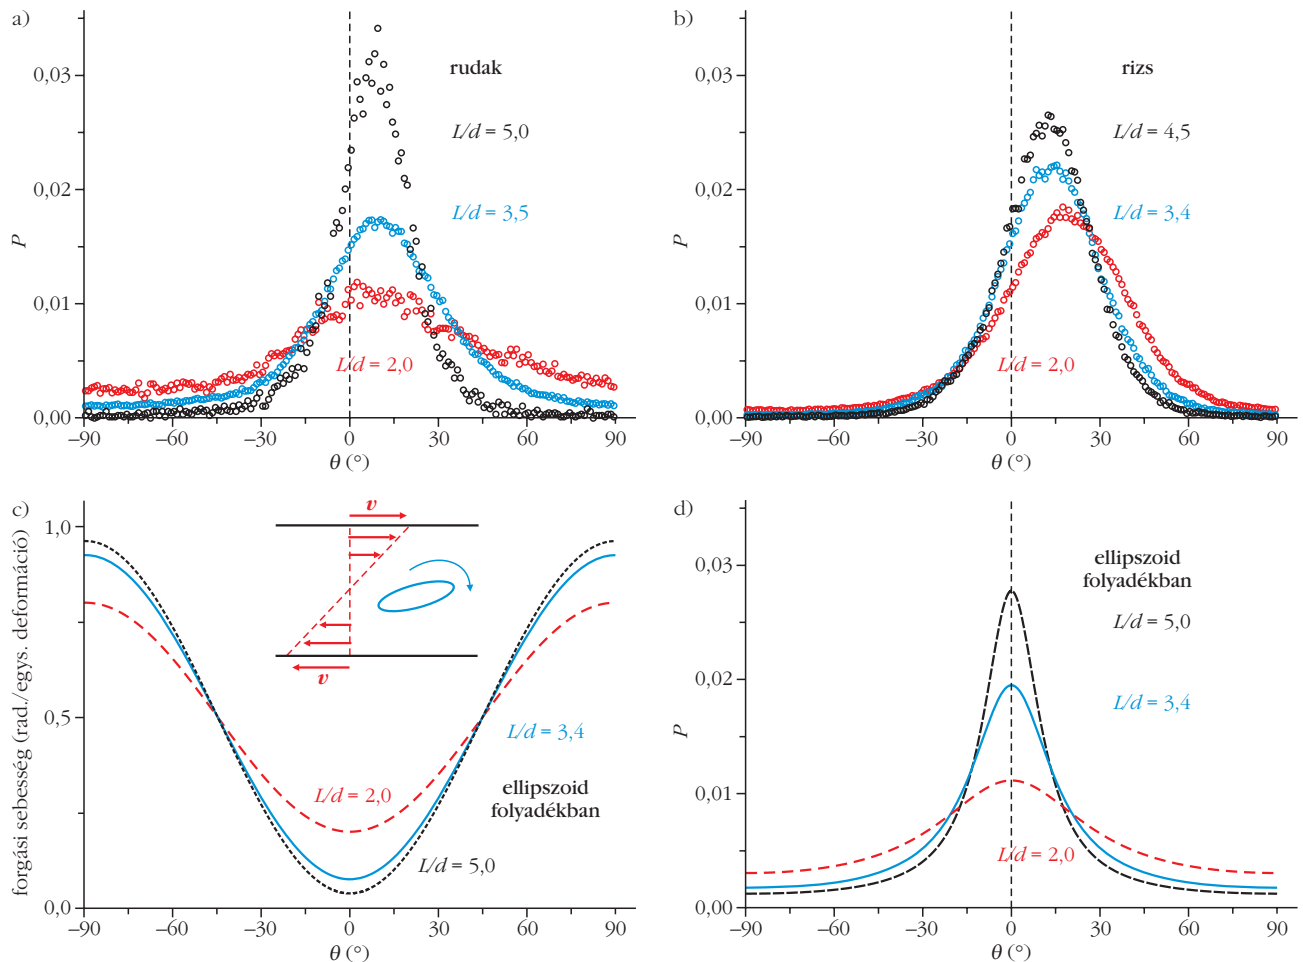 a)
rudak
L/d = 5,0
L/d = 3,5
L/d = 2,0
P
0,03
0,02
0,01
0,00
–90
–60
–30
0
30
60
90
θ (°)
b)
rizs
L/d = 4,5
L/d = 3,4
L/d = 2,0
P
0,03
0,02
0,01
0,00
–90
–60
–30
0
30
60
90
θ (°)
c)
forgási sebesség (rad./egys. deformáció)
1,0
0,5
0,0
v
v
L/d = 3,4
L/d = 2,0
ellipszoid
folyadékban
L/d = 5,0
–90
–60
–30
0
30
60
90
θ (°)
d)
ellipszoid
folyadékban
L/d = 5,0
L/d = 3,4
L/d = 2,0
P
0,03
0,02
0,01
0,00
–90
–60
–30
0
30
60
90
θ (°)